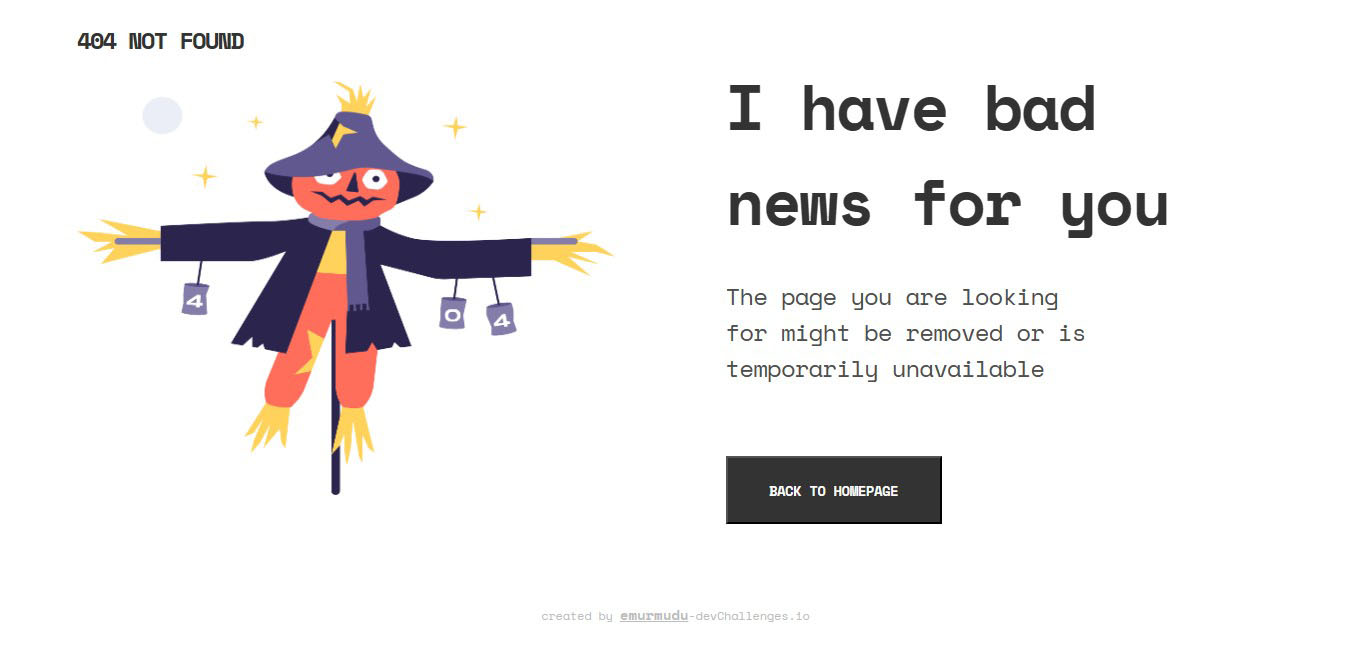 404 NOT FOUND
4
0
4
I have bad
news for you
The page you are looking
for might be removed or is
temporarily unavailable
BACK TO HOMEPAGE
created by emurmudu-devChallenges.io